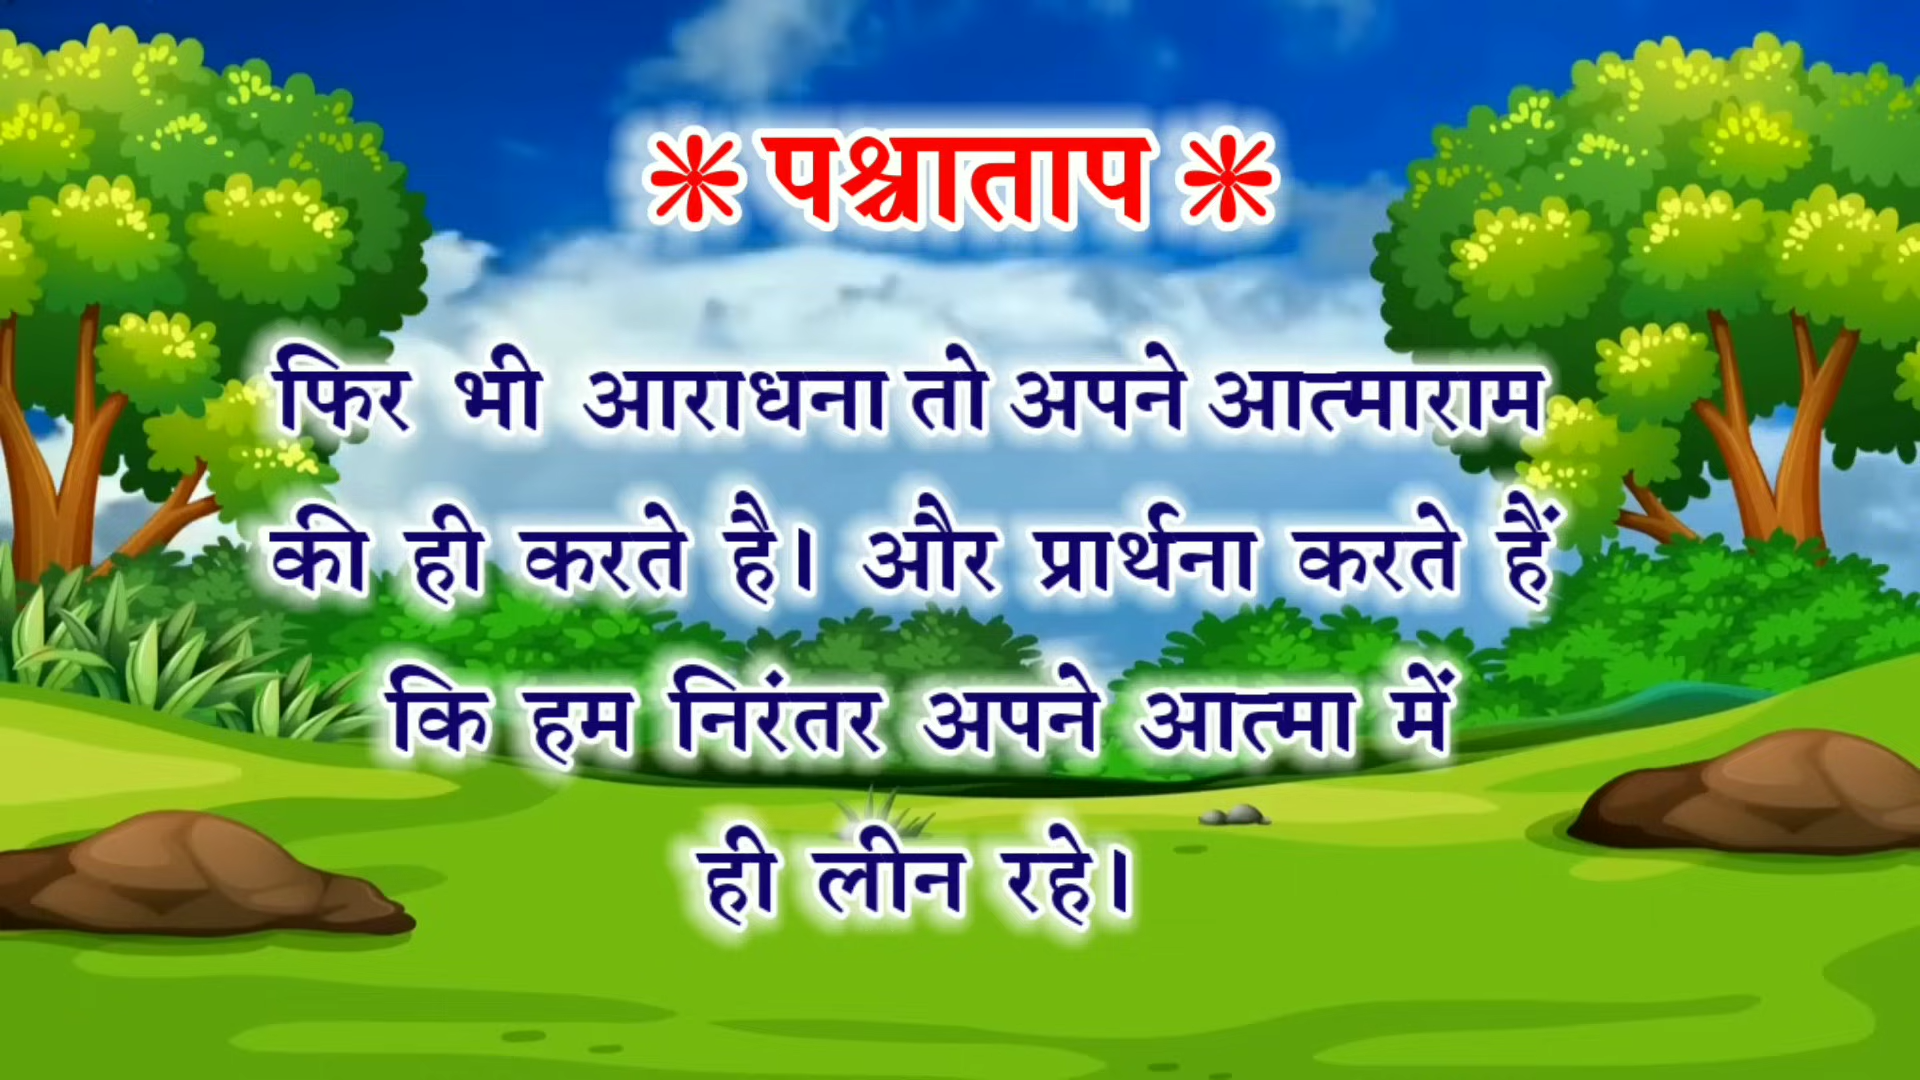 ❊ पश्चाताप ❊
फिर भी आराधना तो अपने आत्माराम
की ही करते है। और प्रार्थना करते हैं
कि हम निरंतर अपने आत्मा में
ही लीन रहे।